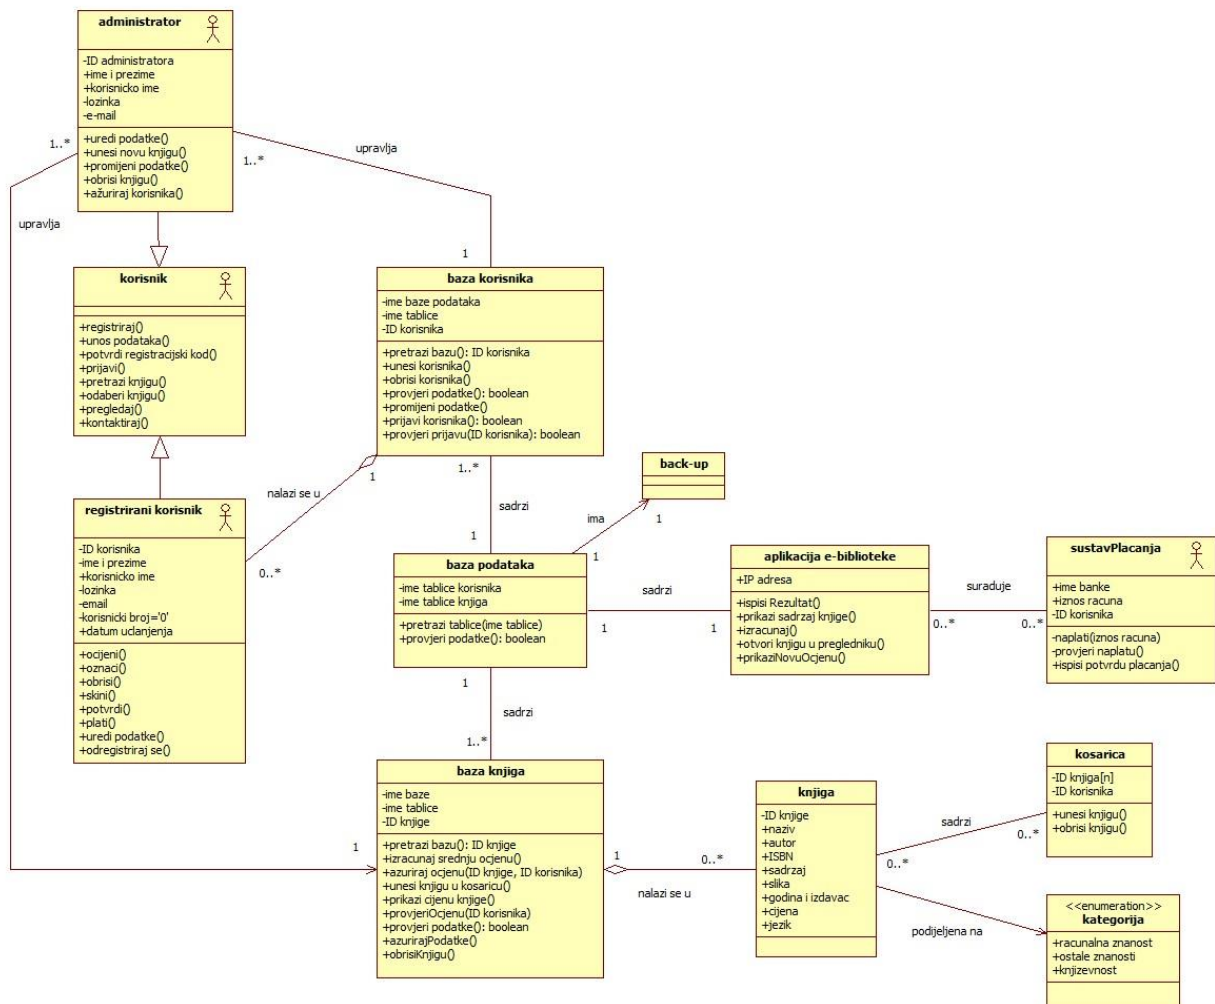 administrator
-ID administratora
+ime i prezime
+korisnicko ime
-lozinka
-e-mail
+uredi podatke()
+unesi novu knjigu()
+promijeni podatke()
+obrisi knjigu()
+ažuriraj korisnika()
1..*
1..*
upravlja
upravlja
1
1
korisnik
+registriraj()
+unos podataka()
+potvrdi registracijski kod()
+prijavi()
+pretrazi knjigu()
+odaberi knjigu()
+pregledaj()
+kontaktiraj()
baza korisnika
-ime baze podataka
-ime tablice
-ID korisnika
+pretrazi bazu(): ID korisnika
+unesi korisnika()
+obrisi korisnika()
+provjeri podatke(): boolean
+promijeni podatke()
+prijavi korisnika(): boolean
+provjeri prijavu(ID korisnika): boolean
nalazi se u
1
0..*
1..*
sadrzi
1
back-up
ima
1
1
registrirani korisnik
-ID korisnika
-ime i prezime
+korisnicko ime
-lozinka
-email
-korisnicki broj='0'
+datum uclanjenja
+ocijeni()
+oznaci()
+obrisi()
+skini()
+potvrdi()
+plati()
+uredi podatke()
+odregistriraj se()
baza podataka
-ime tablice korisnika
-ime tablice knjiga
+pretrazi tablice(ime tablice)
+provjeri podatke(): boolean
sadrzi
1
1
aplikacija e-biblioteke
+IP adresa
+ispisi Rezultat()
+prikazi sadrzaj knjige()
+izracunaj()
+otvori knjigu u pregledniku()
+prikaziNovuOcjenu()
suraduje
0..*
0..*
sustavPlacanja
+ime banke
+iznos racuna
-ID korisnika
-naplati(iznos racuna)
-provjeri naplatu()
+ispisi potvrdu placanja()
1
sadrzi
1..*
baza knjiga
-ime baze
-ime tablice
-ID knjige
+pretrazi bazu(): ID knjige
+izracunaj srednju ocjenu()
+azuriraj ocjenu(ID knjige, ID korisnika)
+unesi knjigu u kosaricu()
+prikazi cijenu knjige()
+provjeriOcjenu(ID korisnika)
+provjeri podatke(): boolean
+azurirajPodatke()
+obrisiKnjigu()
1
0..*
nalazi se u
knjiga
-ID knjige
+naziv
+autor
+ISBN
+sadrzaj
+slika
+godina i izdavac
+cijena
+jezik
sadrzi
0..*
0..*
kosarica
-ID knjiga[n]
-ID korisnika
+unesi knjigu()
+obrisi knjigu()
podijeljena na
<<enumeration>>
kategorija
+racunalna znanost
+ostale znanosti
+knjizevnost